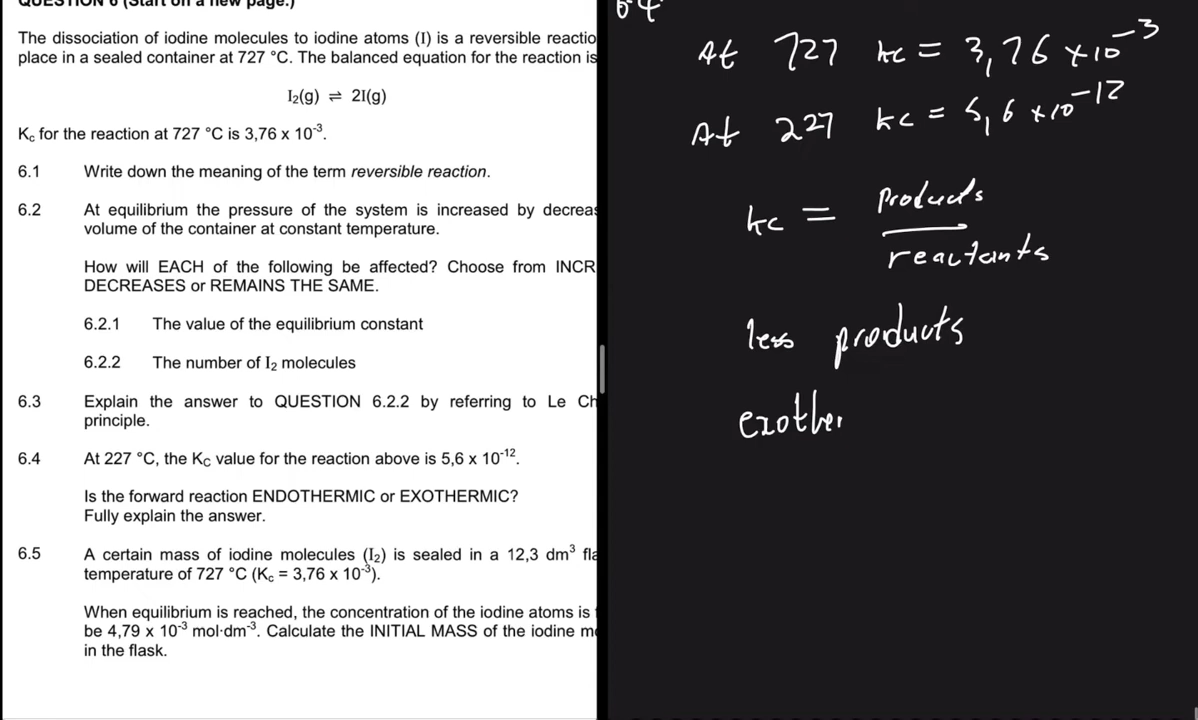 QUESTION 6 (Start on a new page.)
The dissociation of iodine molecules to iodine atoms (I) is a reversible reactio
place in a sealed container at 727 °C. The balanced equation for the reaction is
I₂(g) ⇌ 2I(g)
Kc for the reaction at 727 °C is 3,76 x 10⁻³.
6.1 Write down the meaning of the term reversible reaction.
6.2 At equilibrium the pressure of the system is increased by decreas
volume of the container at constant temperature.
How will EACH of the following be affected? Choose from INCR
DECREASES or REMAINS THE SAME.
6.2.1 The value of the equilibrium constant
6.2.2 The number of I₂ molecules
6.3 Explain the answer to QUESTION 6.2.2 by referring to Le Ch
principle.
6.4 At 227 °C, the KC value for the reaction above is 5,6 x 10⁻¹².
Is the forward reaction ENDOTHERMIC or EXOTHERMIC?
Fully explain the answer.
6.5 A certain mass of iodine molecules (I₂) is sealed in a 12,3 dm³ fla
temperature of 727 °C (Kc = 3,76 x 10⁻³).
When equilibrium is reached, the concentration of the iodine atoms is
be 4,79 x 10⁻³ mol·dm⁻³. Calculate the INITIAL MASS of the iodine m
in the flask.
6 4
At 727 kc = 3,76 x10⁻³
At 227 kc = 5,6 x10⁻¹²
kc = Products
reactants
less products
exother